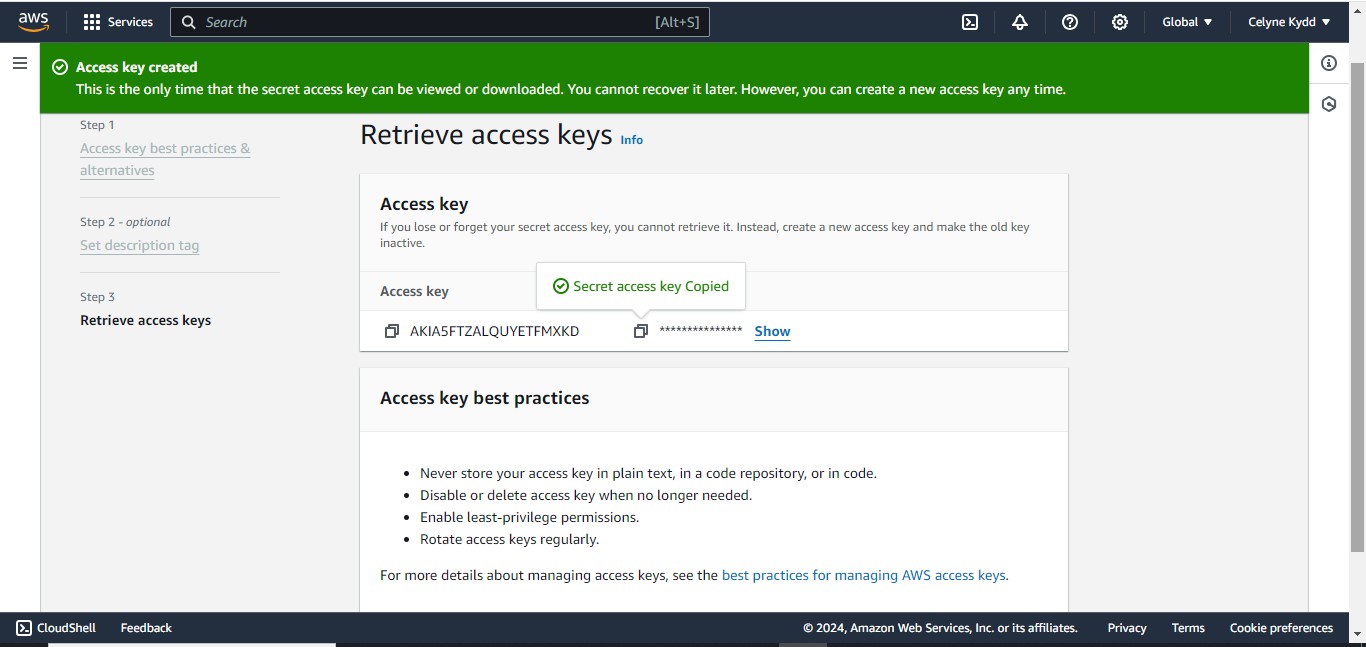 aws
Services
Search
[Alt+S]
Global
Celyne Kydd
Access key created
This is the only time that the secret access key can be viewed or downloaded. You cannot recover it later. However, you can create a new access key any time.
Step 1
Access key best practices &
alternatives
Step 2 - optional
Set description tag
Step 3
Retrieve access keys
Retrieve access keys Info
Access key
If you lose or forget your secret access key, you cannot retrieve it. Instead, create a new access key and make the old key
inactive.
Access key
Secret access key Copied
AKIA5FTZALQUYETFMXKD
*************** Show
Access key best practices
• Never store your access key in plain text, in a code repository, or in code.
• Disable or delete access key when no longer needed.
• Enable least-privilege permissions.
• Rotate access keys regularly.
For more details about managing access keys, see the best practices for managing AWS access keys.
CloudShell
Feedback
© 2024, Amazon Web Services, Inc. or its affiliates.
Privacy
Terms
Cookie preferences